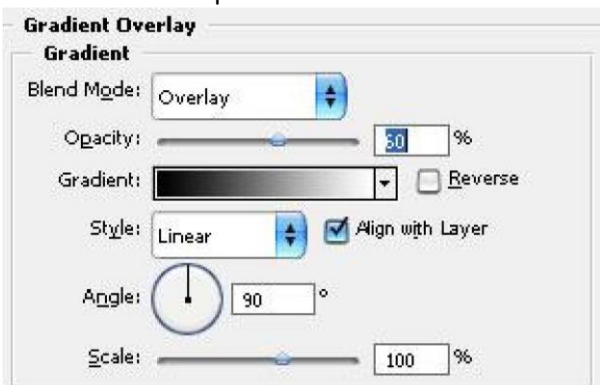 Gradient Overlay
Gradient
Blend Mode: Overlay
Opacity: 60 %
Gradient: Reverse
Style: Linear Align with Layer
Angle: 90 °
Scale: 100 %